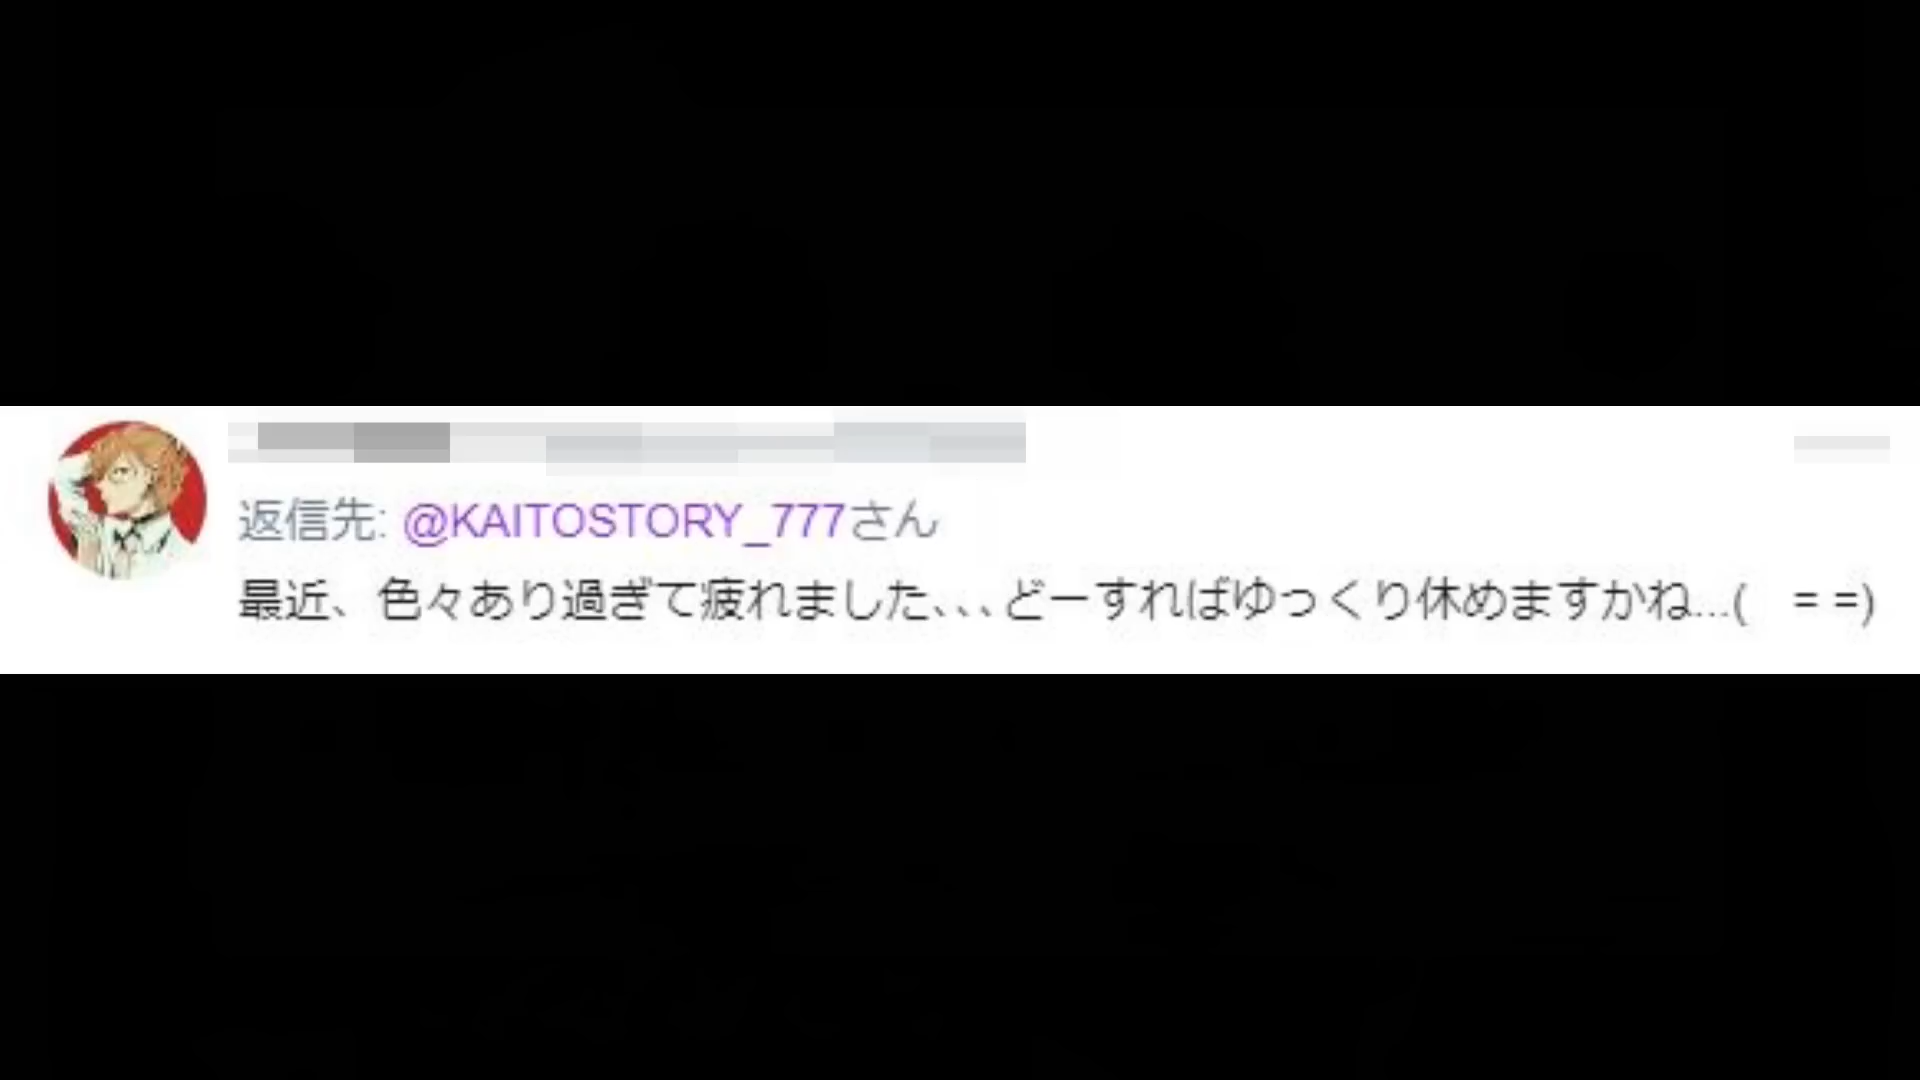 返信先: @KAITOSTORY_777さん
最近、色々あり過ぎて疲れました､､､どーすればゆっくり休めますかね...(　= =)